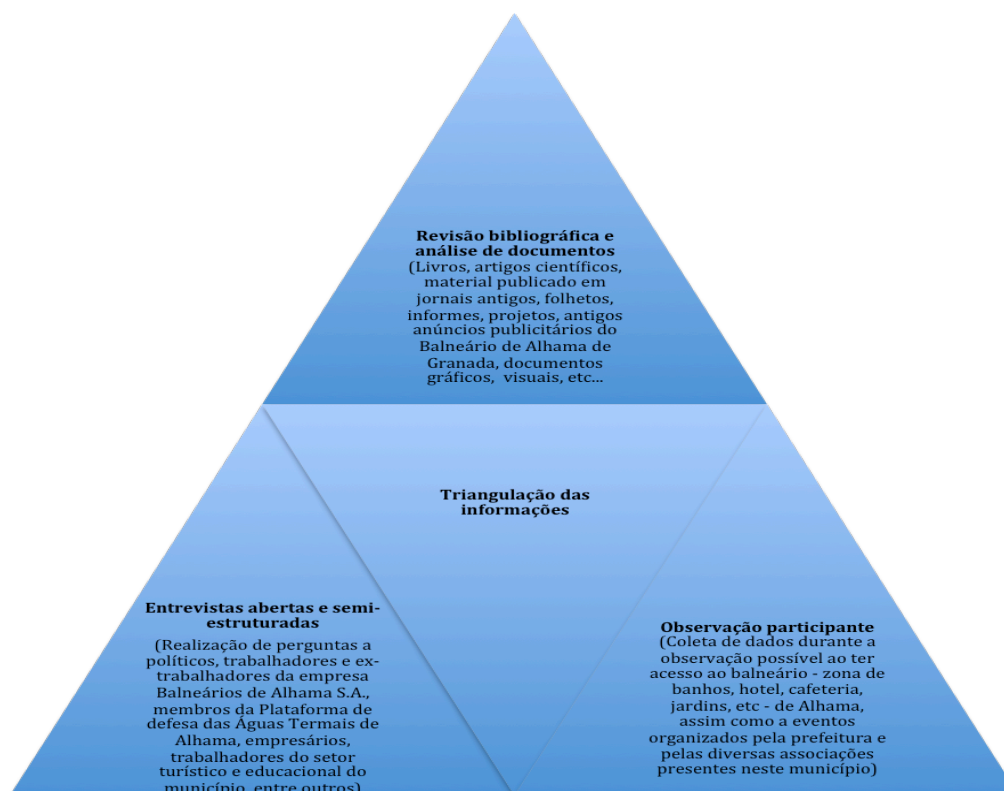 Revisão bibliográfica e
análise de documentos
(Livros, artigos científicos,
material publicado em
jornais antigos, folhetos,
informes, projetos, antigos
anúncios publicitários do
Balneário de Alhama de
Granada, documentos
gráficos, visuais, etc...
Triangulação das
informações
Entrevistas abertas e semi-
estruturadas
(Realização de perguntas a
políticos, trabalhadores e ex-
trabalhadores da empresa
Balneários de Alhama S.A.,
membros da Plataforma de
defesa das Águas Termais de
Alhama, empresários,
trabalhadores do setor
turístico e educacional do
município, entre outros)
Observação participante
(Coleta de dados durante a
observação possível ao ter
acesso ao balneário - zona de
banhos, hotel, cafeteria,
jardins, etc - de Alhama,
assim como a eventos
organizados pela prefeitura e
pelas diversas associações
presentes neste município)